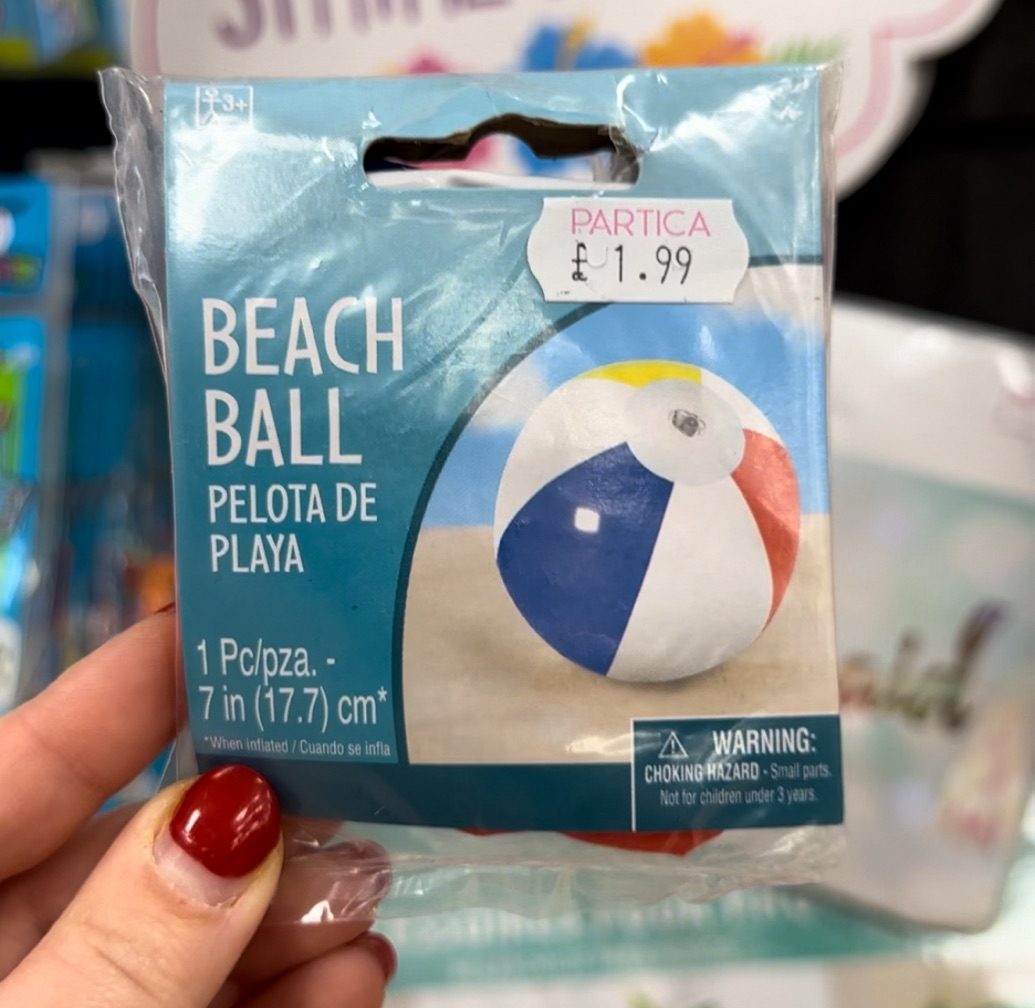 3+
PARTICA
£1.99
BEACH
BALL
PELOTA DE
PLAYA
1 Pc/pza. -
7 in (17.7) cm*
*When inflated / Cuando se infla
WARNING:
CHOKING HAZARD - Small parts.
Not for children under 3 years.